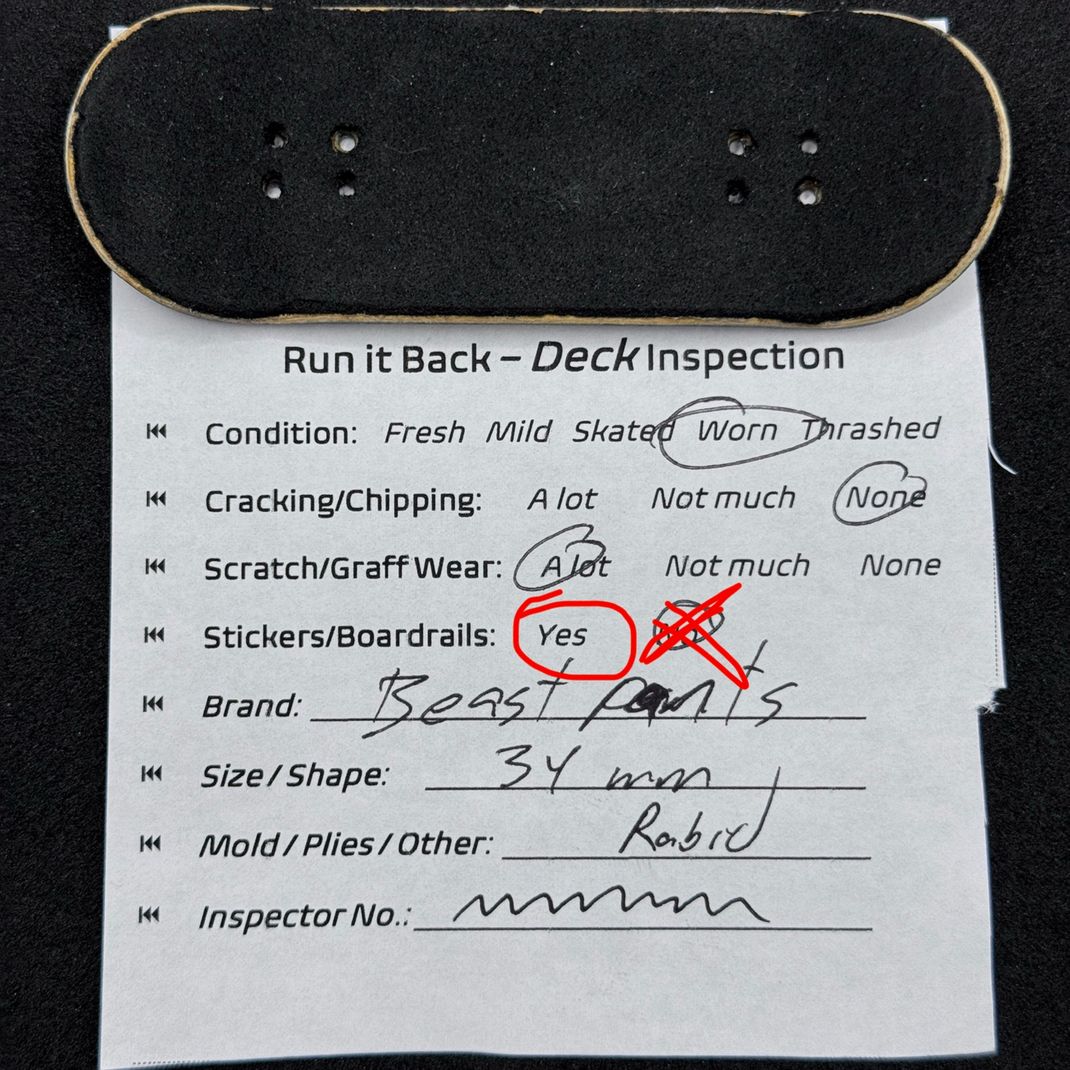 Run it Back – Deck Inspection
Condition: Fresh Mild Skated Worn Thrashed
Cracking/Chipping: A lot Not much None
Scratch/Graff Wear: A lot Not much None
Stickers/Boardrails: Yes
Brand: Beast pants
Size / Shape: 34 mm
Mold / Plies / Other: Rabid
Inspector No.: